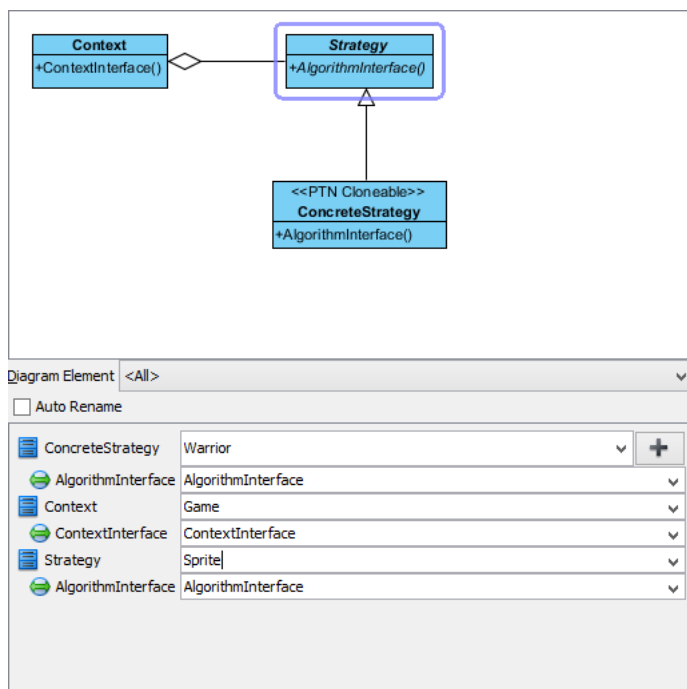 Context
+ContextInterface()
Strategy
+AlgorithmInterface()
<<PTN Cloneable>>
ConcreteStrategy
+AlgorithmInterface()
Diagram Element <All>
Auto Rename
ConcreteStrategy Warrior
AlgorithmInterface AlgorithmInterface
Context Game
ContextInterface ContextInterface
Strategy Sprite
AlgorithmInterface AlgorithmInterface